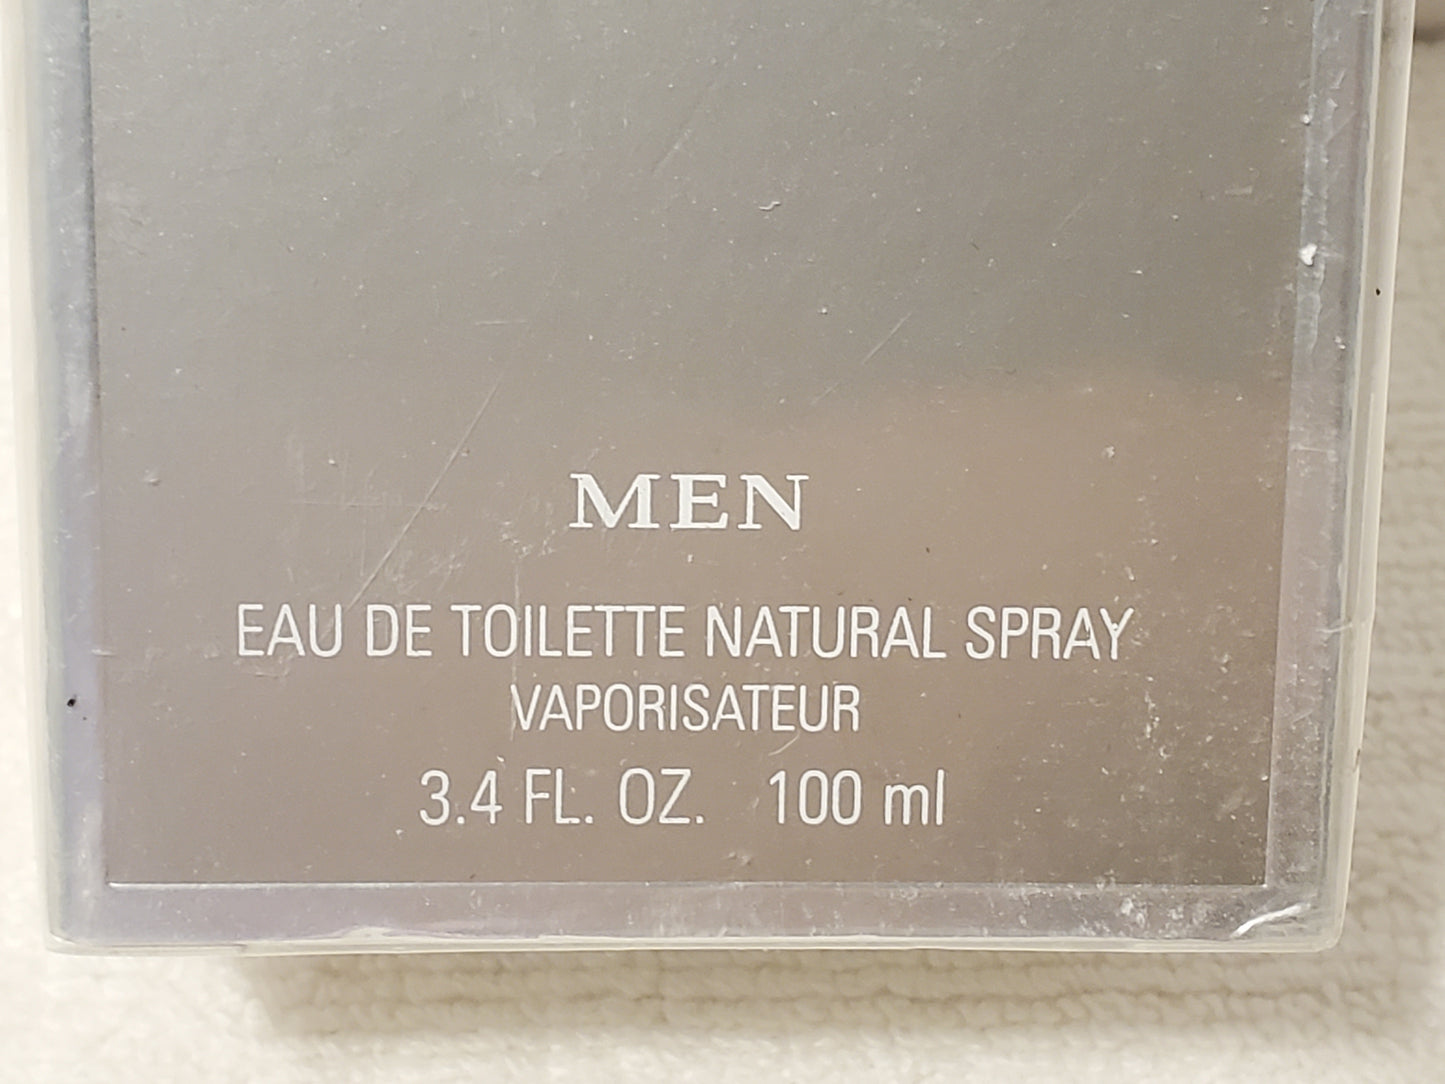 MEN
EAU DE TOILETTE NATURAL SPRAY
VAPORISATEUR
3.4 FL. OZ. 100 ml